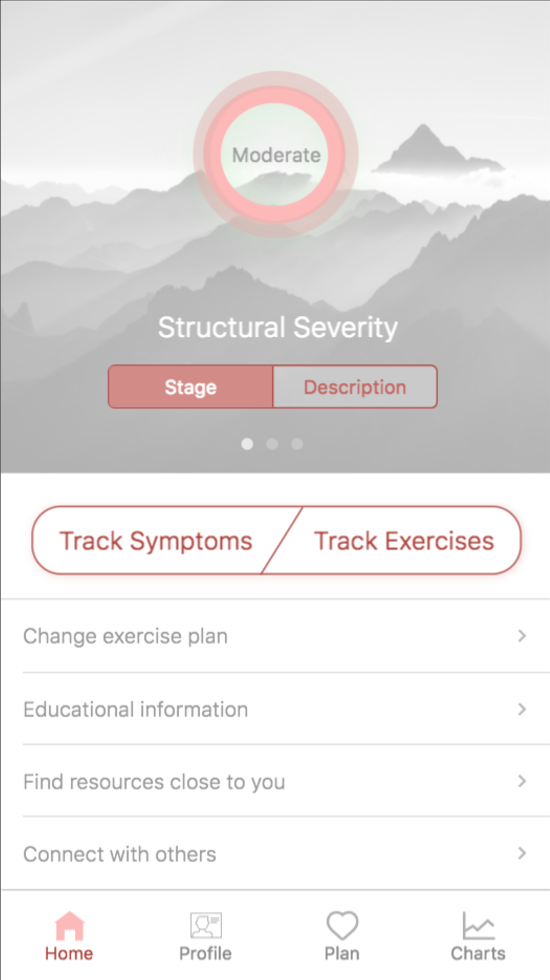 Moderate
Structural Severity
Stage Description
Track Symptoms Track Exercises
Change exercise plan
Educational information
Find resources close to you
Connect with others
Home Profile Plan Charts